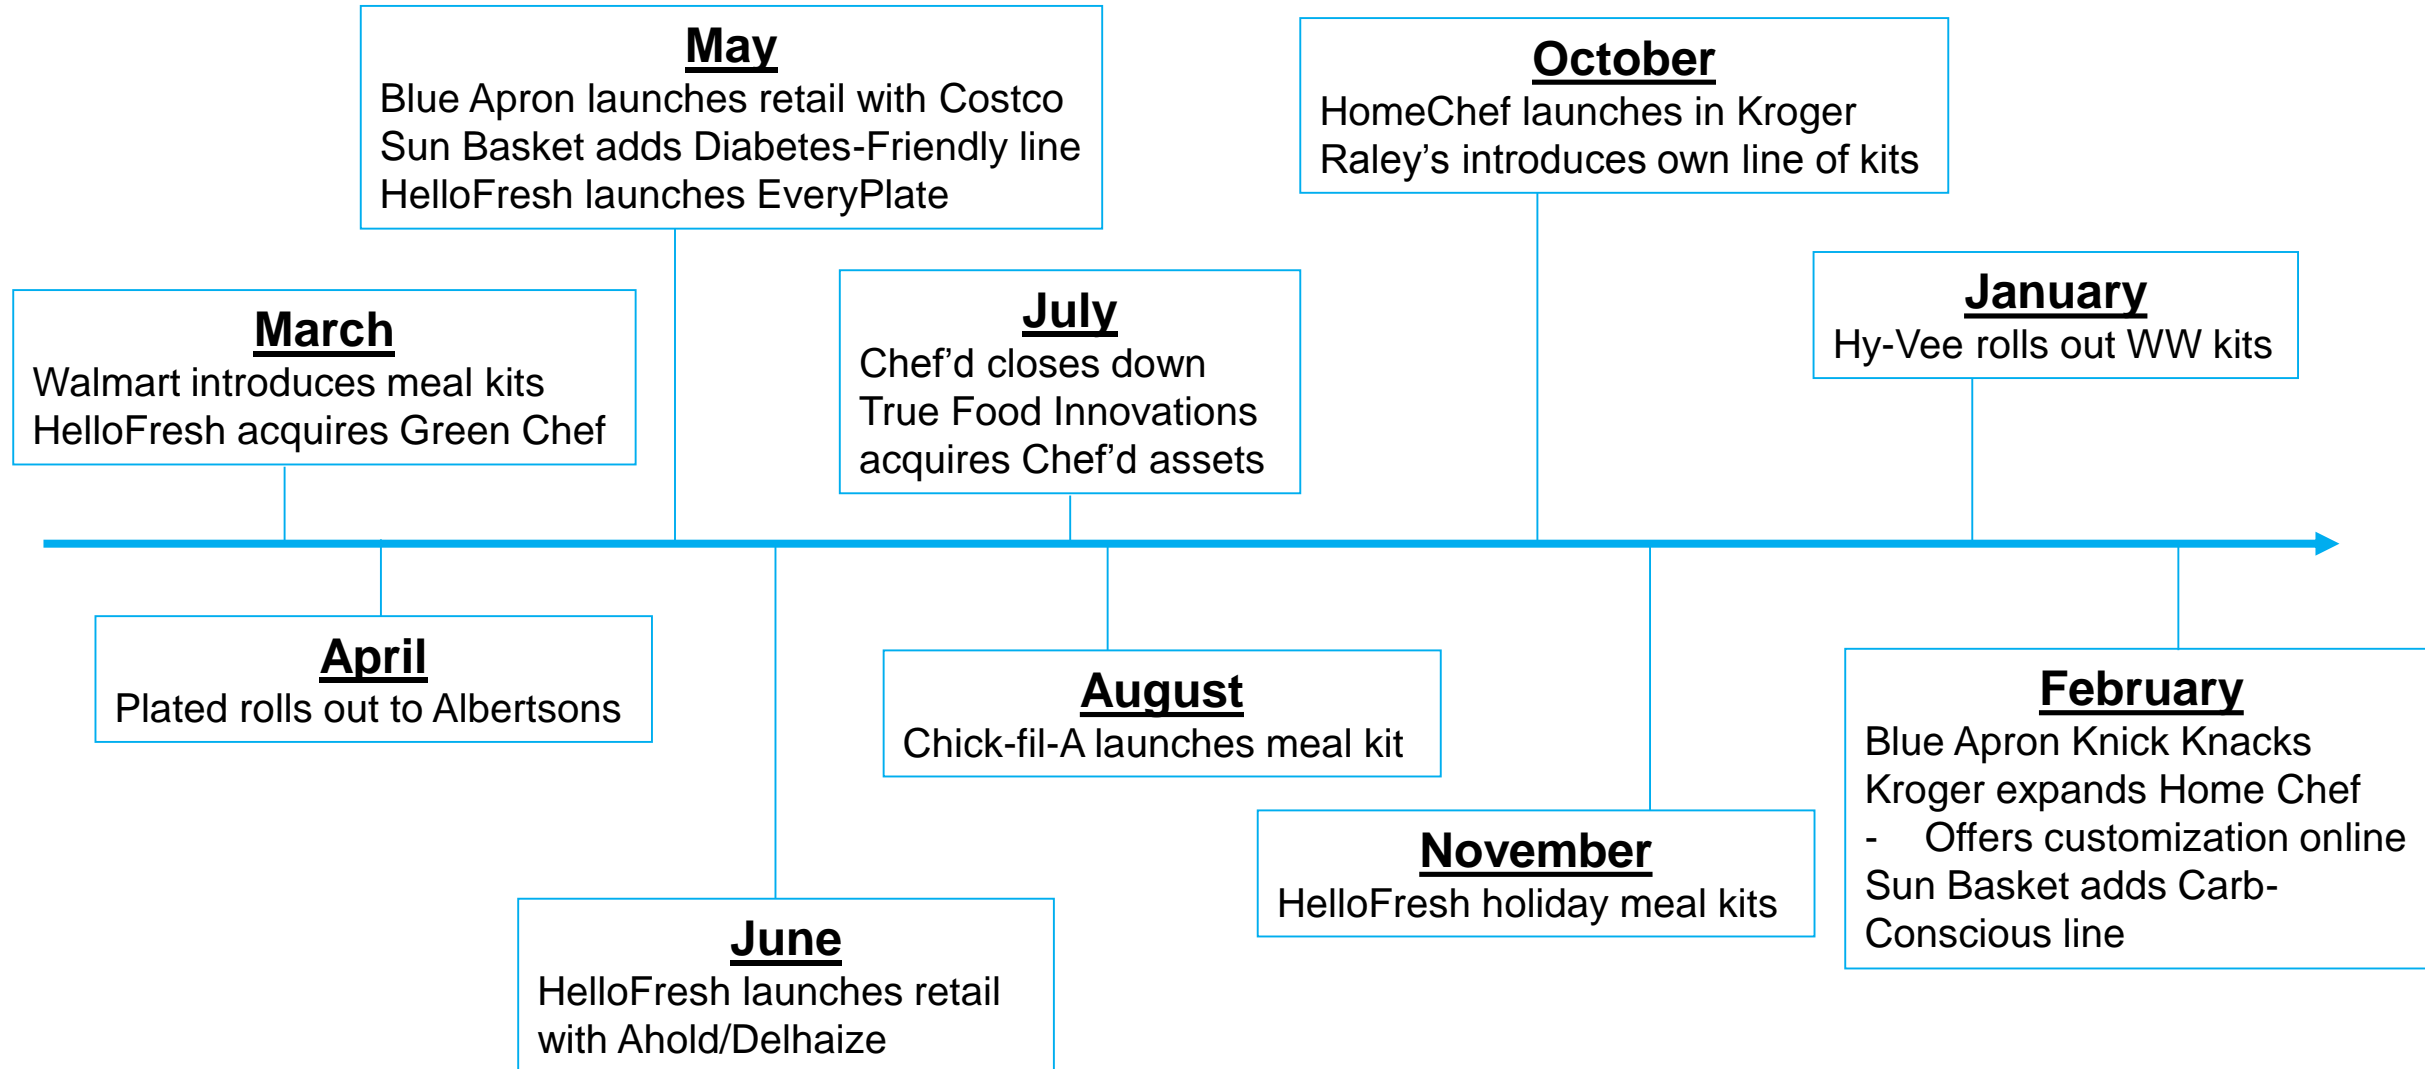 May
Blue Apron launches retail with Costco
Sun Basket adds Diabetes-Friendly line
HelloFresh launches EveryPlate
October
HomeChef launches in Kroger
Raley’s introduces own line of kits
March
Walmart introduces meal kits
HelloFresh acquires Green Chef
July
Chef’d closes down
True Food Innovations
acquires Chef’d assets
January
Hy-Vee rolls out WW kits
April
Plated rolls out to Albertsons
August
Chick-fil-A launches meal kit
February
Blue Apron Knick Knacks
Kroger expands Home Chef
- Offers customization online
Sun Basket adds Carb-
Conscious line
November
HelloFresh holiday meal kits
June
HelloFresh launches retail
with Ahold/Delhaize